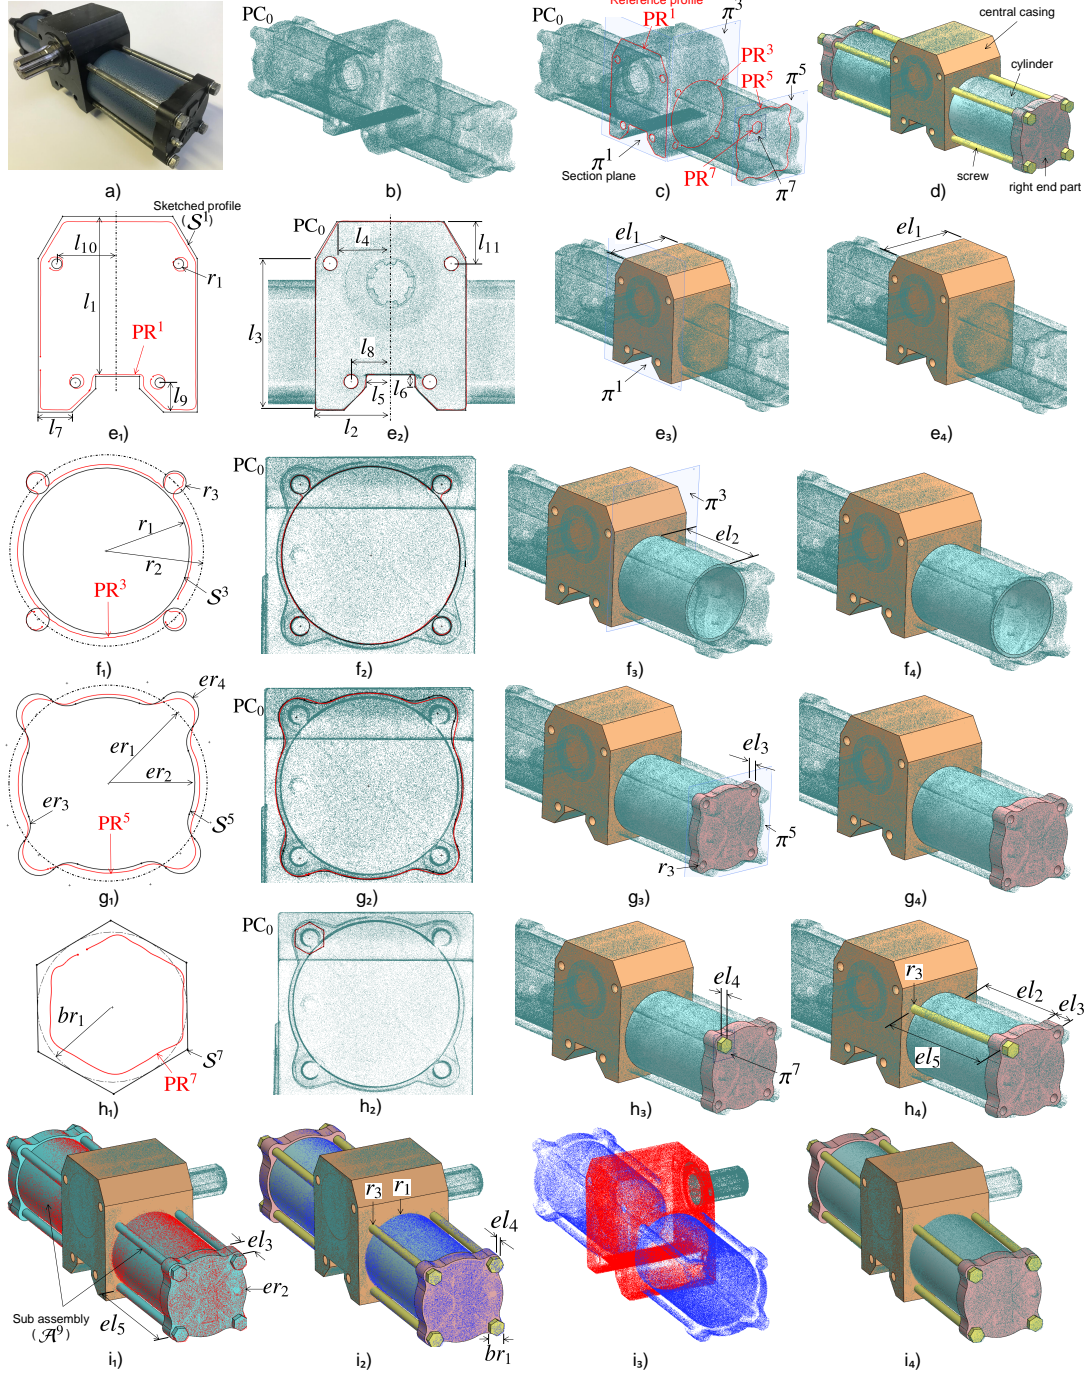 a)
PC₀
b)
PC₀
Reference profile
PR¹
π³
PR³
PR⁵
π⁵
π¹
Section plane
PR⁷
π⁷
c)
central casing
cylinder
screw
right end part
d)
Sketched profile
(𝒮¹)
l₁₀
r₁
l₁
PR¹
l₉
l₇
e₁)
PC₀
l₄
l₁₁
l₃
l₈
l₅
l₆
l₂
e₂)
el₁
π¹
e₃)
el₁
e₄)
r₃
r₁
r₂
PR³
𝒮³
f₁)
PC₀
f₂)
π³
el₂
f₃)
f₄)
er₄
er₁
er₂
er₃
PR⁵
𝒮⁵
g₁)
PC₀
g₂)
el₃
π⁵
r₃
g₃)
g₄)
br₁
𝒮⁷
PR⁷
h₁)
PC₀
h₂)
el₄
π⁷
h₃)
r₃
el₂
el₃
el₅
h₄)
el₃
er₂
Sub assembly
(𝒜⁹)
el₅
i₁)
r₃
r₁
el₄
br₁
i₂)
i₃)
i₄)